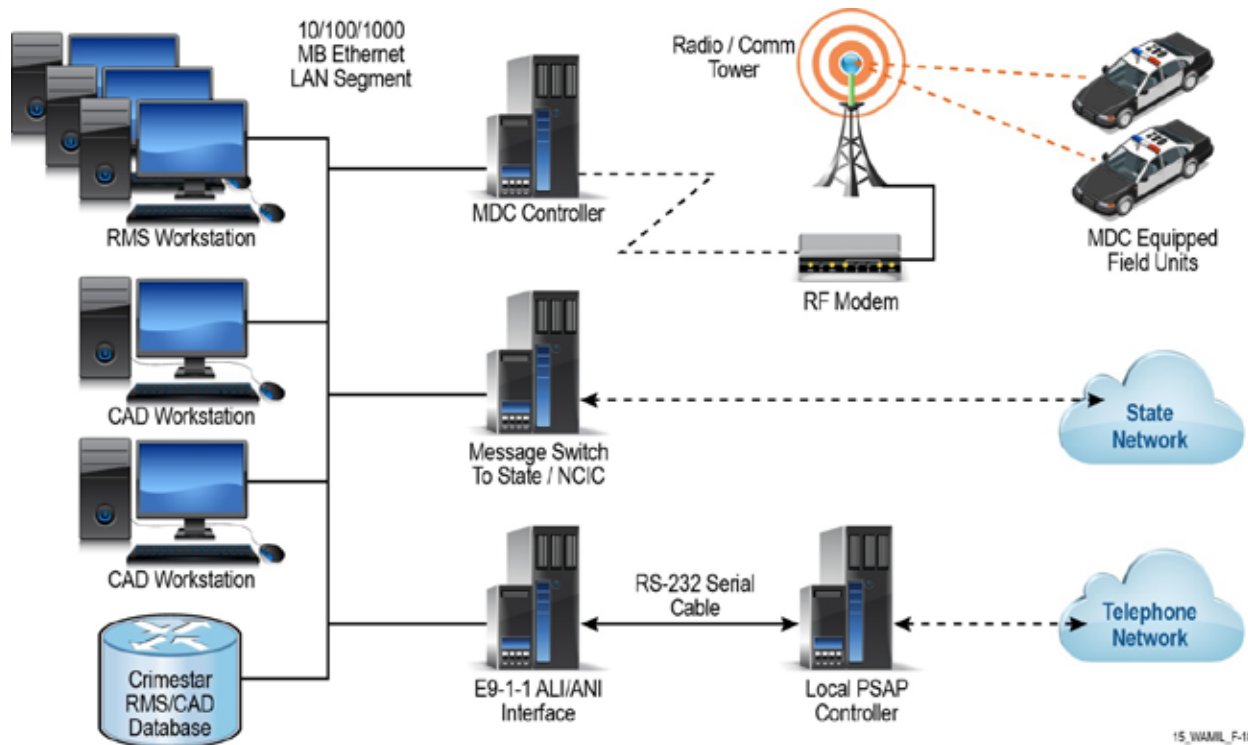 10/100/1000
MB Ethernet
LAN Segment
Radio / Comm
Tower
RMS Workstation
MDC Controller
RF Modem
MDC Equipped
Field Units
CAD Workstation
Message Switch
To State / NCIC
State
Network
CAD Workstation
RS-232 Serial
Cable
Telephone
Network
Crimestar
RMS/CAD
Database
E9-1-1 ALI/ANI
Interface
Local PSAP
Controller